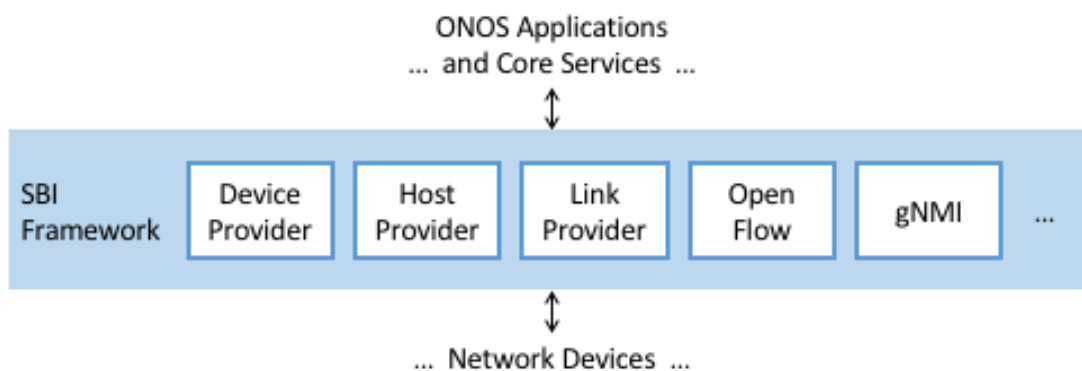 ONOS Applications
... and Core Services ...
SBI
Framework
Device
Provider
Host
Provider
Link
Provider
Open
Flow
gNMI
...
... Network Devices ...